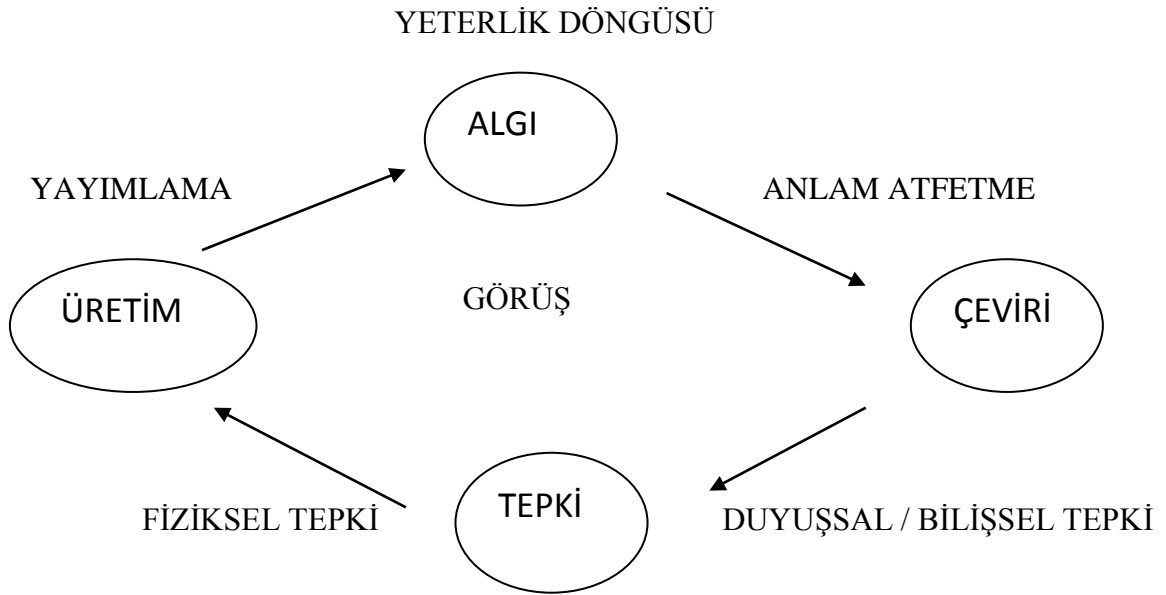 YETERLİK DÖNGÜSÜ
ALGI
YAYIMLAMA
ANLAM ATFETME
ÜRETİM
GÖRÜŞ
ÇEVİRİ
FİZİKSEL TEPKİ
TEPKİ
DUYUŞSAL / BİLİŞSEL TEPKİ